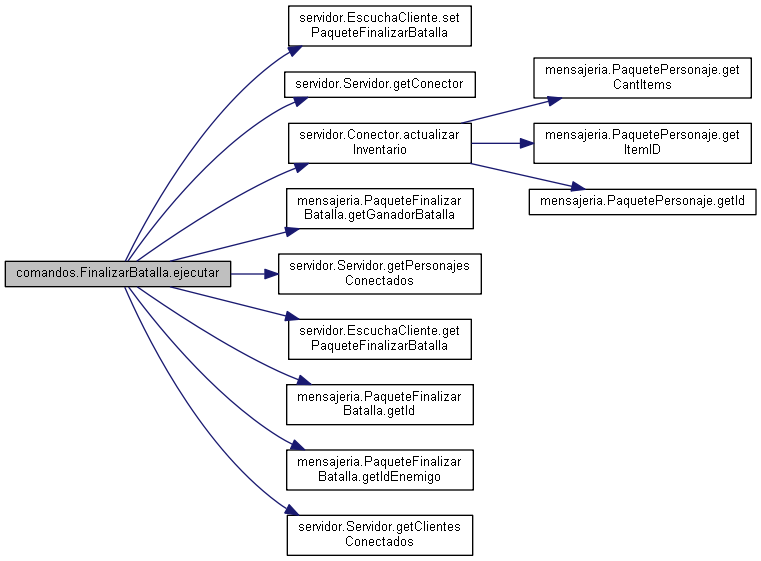 servidor.EscuchaCliente.set
PaqueteFinalizarBatalla
servidor.Servidor.getConector
servidor.Conector.actualizar
Inventario
mensajeria.PaquetePersonaje.get
CantItems
mensajeria.PaquetePersonaje.get
ItemID
mensajeria.PaquetePersonaje.getId
mensajeria.PaqueteFinalizar
Batalla.getGanadorBatalla
comandos.FinalizarBatalla.ejecutar
servidor.Servidor.getPersonajes
Conectados
servidor.EscuchaCliente.get
PaqueteFinalizarBatalla
mensajeria.PaqueteFinalizar
Batalla.getId
mensajeria.PaqueteFinalizar
Batalla.getIdEnemigo
servidor.Servidor.getClientes
Conectados